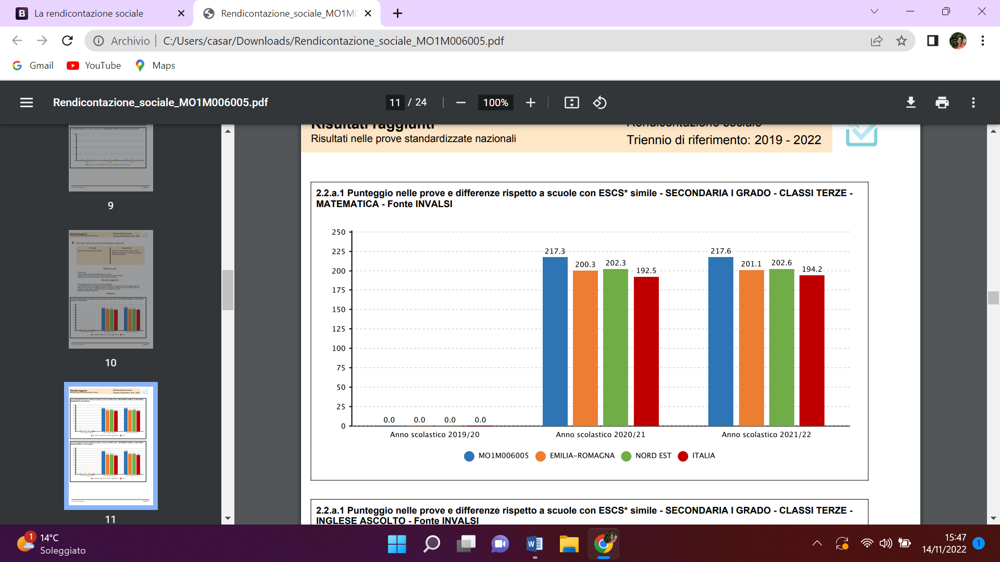 La rendicontazione sociale
Rendicontazione_sociale_MO1M0
Archivio
C:/Users/casar/Downloads/Rendicontazione_sociale_MO1M006005.pdf
Gmail
YouTube
Maps
Rendicontazione_sociale_MO1M006005.pdf
11 / 24
100%
9
10
11
Risultati raggiunti
Rendicontazione sociale
Risultati nelle prove standardizzate nazionali
Triennio di riferimento: 2019 - 2022
2.2.a.1 Punteggio nelle prove e differenze rispetto a scuole con ESCS* simile - SECONDARIA I GRADO - CLASSI TERZE -
MATEMATICA - Fonte INVALSI
250
225
200
175
150
125
100
75
50
25
0
0.0 0.0 0.0 0.0
217.3 200.3 202.3 192.5
217.6 201.1 202.6 194.2
Anno scolastico 2019/20
Anno scolastico 2020/21
Anno scolastico 2021/22
MO1M006005 EMILIA-ROMAGNA NORD EST ITALIA
2.2.a.1 Punteggio nelle prove e differenze rispetto a scuole con ESCS* simile - SECONDARIA I GRADO - CLASSI TERZE -
INGLESE ASCOLTO - Fonte INVALSI
1
14°C
Soleggiato
15:47
14/11/2022
1